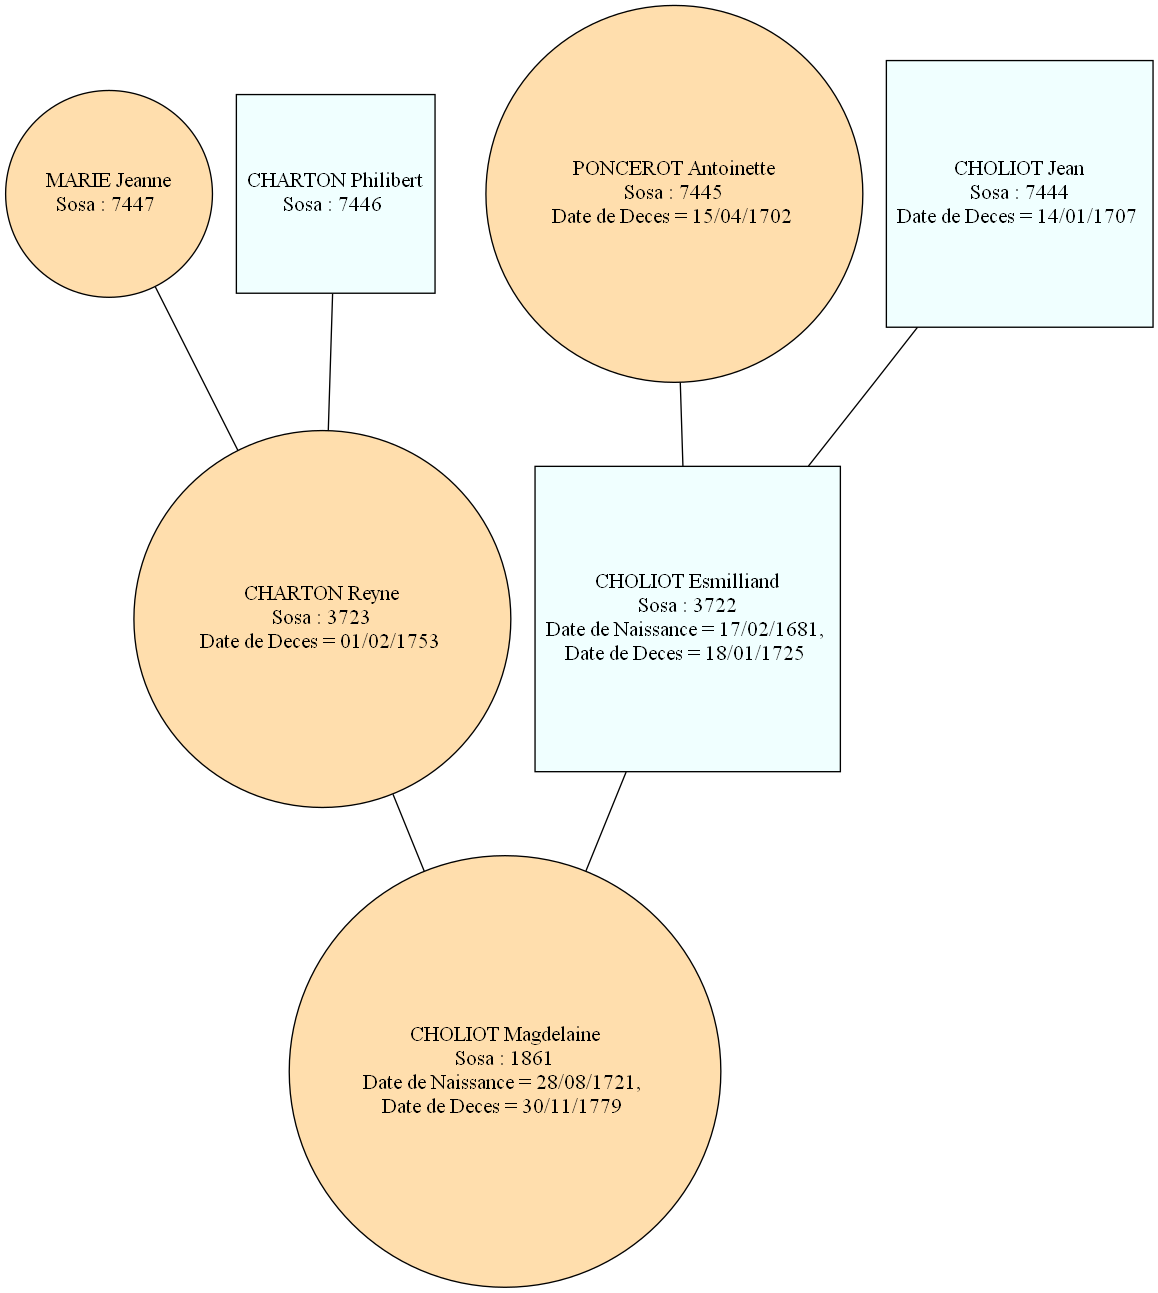 MARIE Jeanne
Sosa : 7447
CHARTON Philibert
Sosa : 7446
PONCEROT Antoinette
Sosa : 7445
Date de Deces = 15/04/1702
CHOLIOT Jean
Sosa : 7444
Date de Deces = 14/01/1707
CHARTON Reyne
Sosa : 3723
Date de Deces = 01/02/1753
CHOLIOT Esmilliand
Sosa : 3722
Date de Naissance = 17/02/1681,
Date de Deces = 18/01/1725
CHOLIOT Magdelaine
Sosa : 1861
Date de Naissance = 28/08/1721,
Date de Deces = 30/11/1779